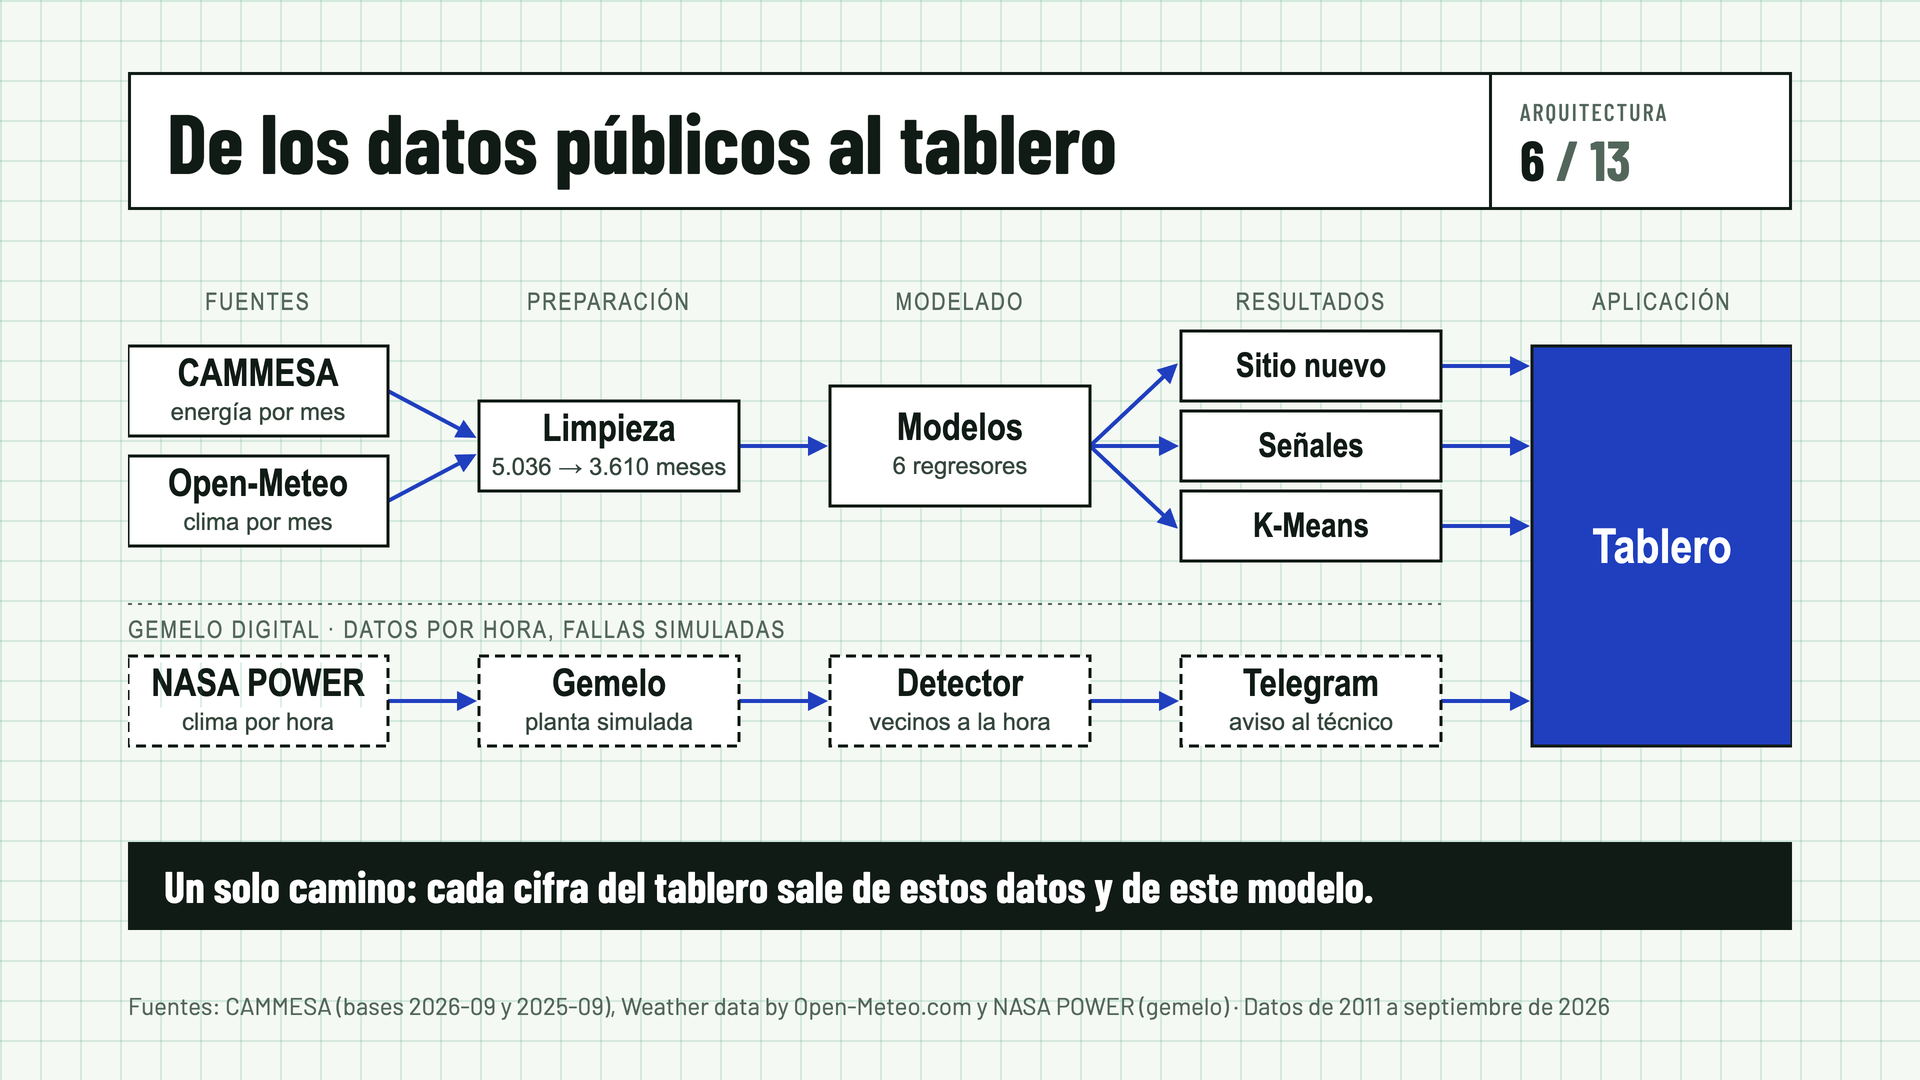 De los datos públicos al tablero
ARQUITECTURA
6 / 13
FUENTES
PREPARACIÓN
MODELADO
RESULTADOS
APLICACIÓN
CAMMESA
energía por mes
Open-Meteo
clima por mes
Limpieza
5.036 → 3.610 meses
Modelos
6 regresores
Sitio nuevo
Señales
K-Means
Tablero
GEMELO DIGITAL · DATOS POR HORA, FALLAS SIMULADAS
NASA POWER
clima por hora
Gemelo
planta simulada
Detector
vecinos a la hora
Telegram
aviso al técnico
Un solo camino: cada cifra del tablero sale de estos datos y de este modelo.
Fuentes: CAMMESA (bases 2026-09 y 2025-09), Weather data by Open-Meteo.com y NASA POWER (gemelo) · Datos de 2011 a septiembre de 2026